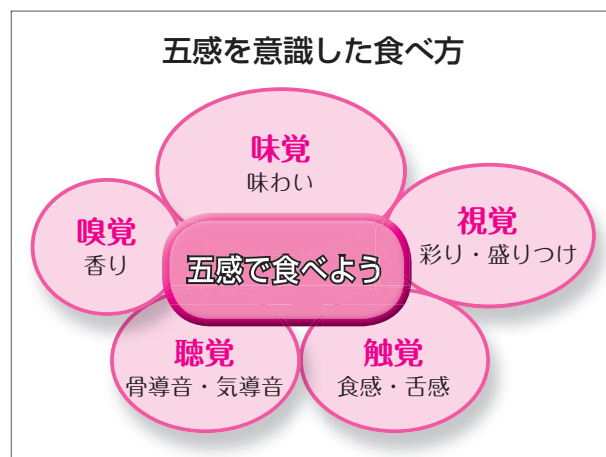 五感を意識した食べ方
味覚
味わい
嗅覚
香り
視覚
彩り・盛りつけ
五感で食べよう
聴覚
骨導音・気導音
触覚
食感・舌感